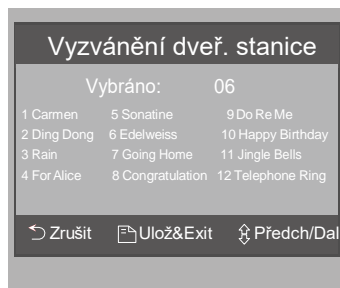 Vyzvánění dveř. stanice
Vybráno: 06
1 Carmen 5 Sonatine 9 Do Re Me
2 Ding Dong 6 Edelweiss 10 Happy Birthday
3 Rain 7 Going Home 11 Jingle Bells
4 For Alice 8 Congratulation 12 Telephone Ring
Zrušit Ulož&Exit Předch/Dal